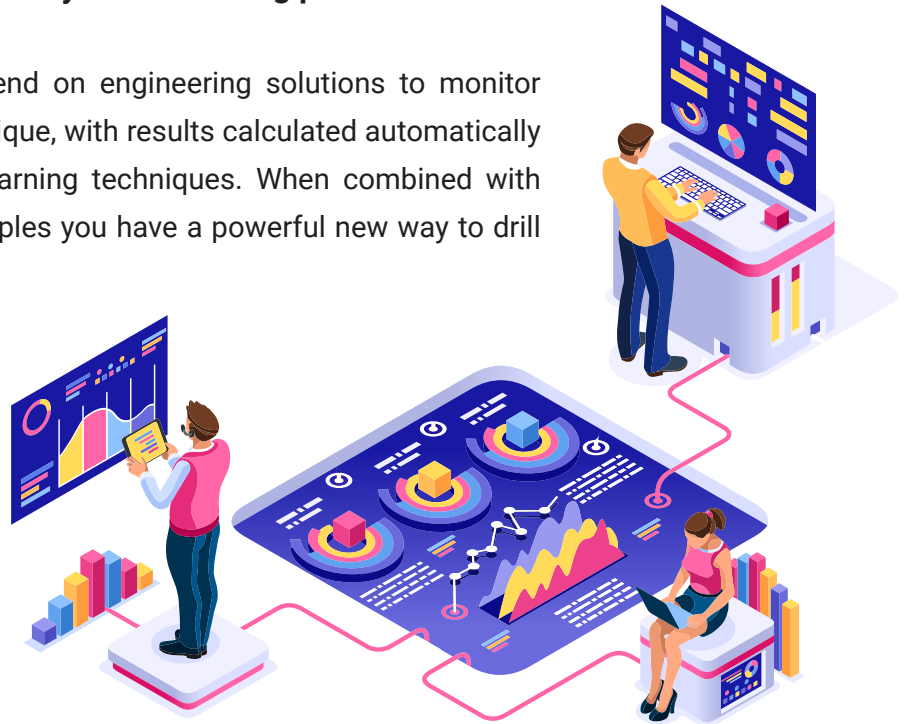 end on engineering solutions to monitor
ique, with results calculated automatically
arning techniques. When combined with
ples you have a powerful new way to drill